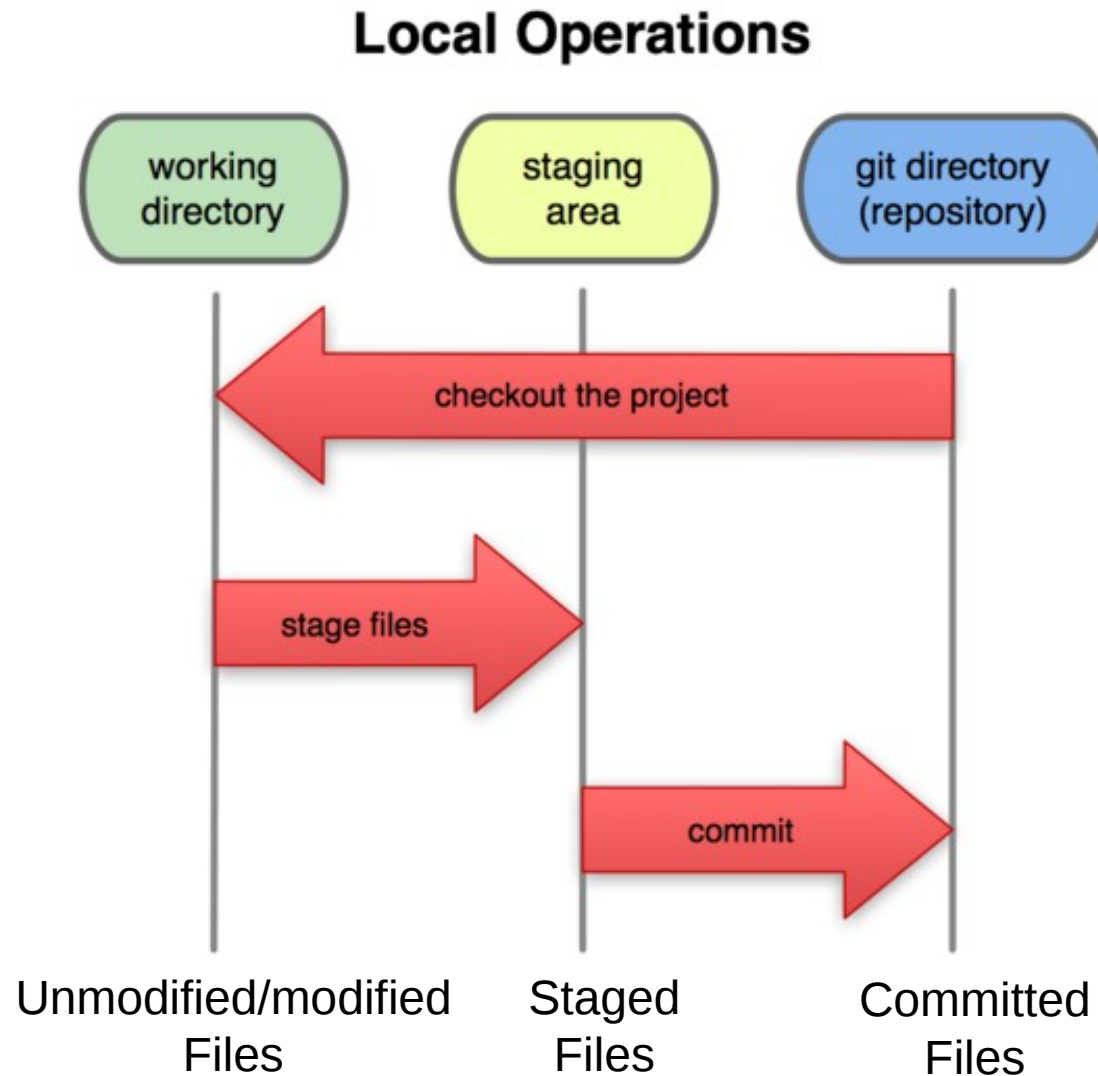 Local Operations
working
directory
staging
area
git directory
(repository)
checkout the project
stage files
commit
Unmodified/modified
Files
Staged
Files
Committed
Files